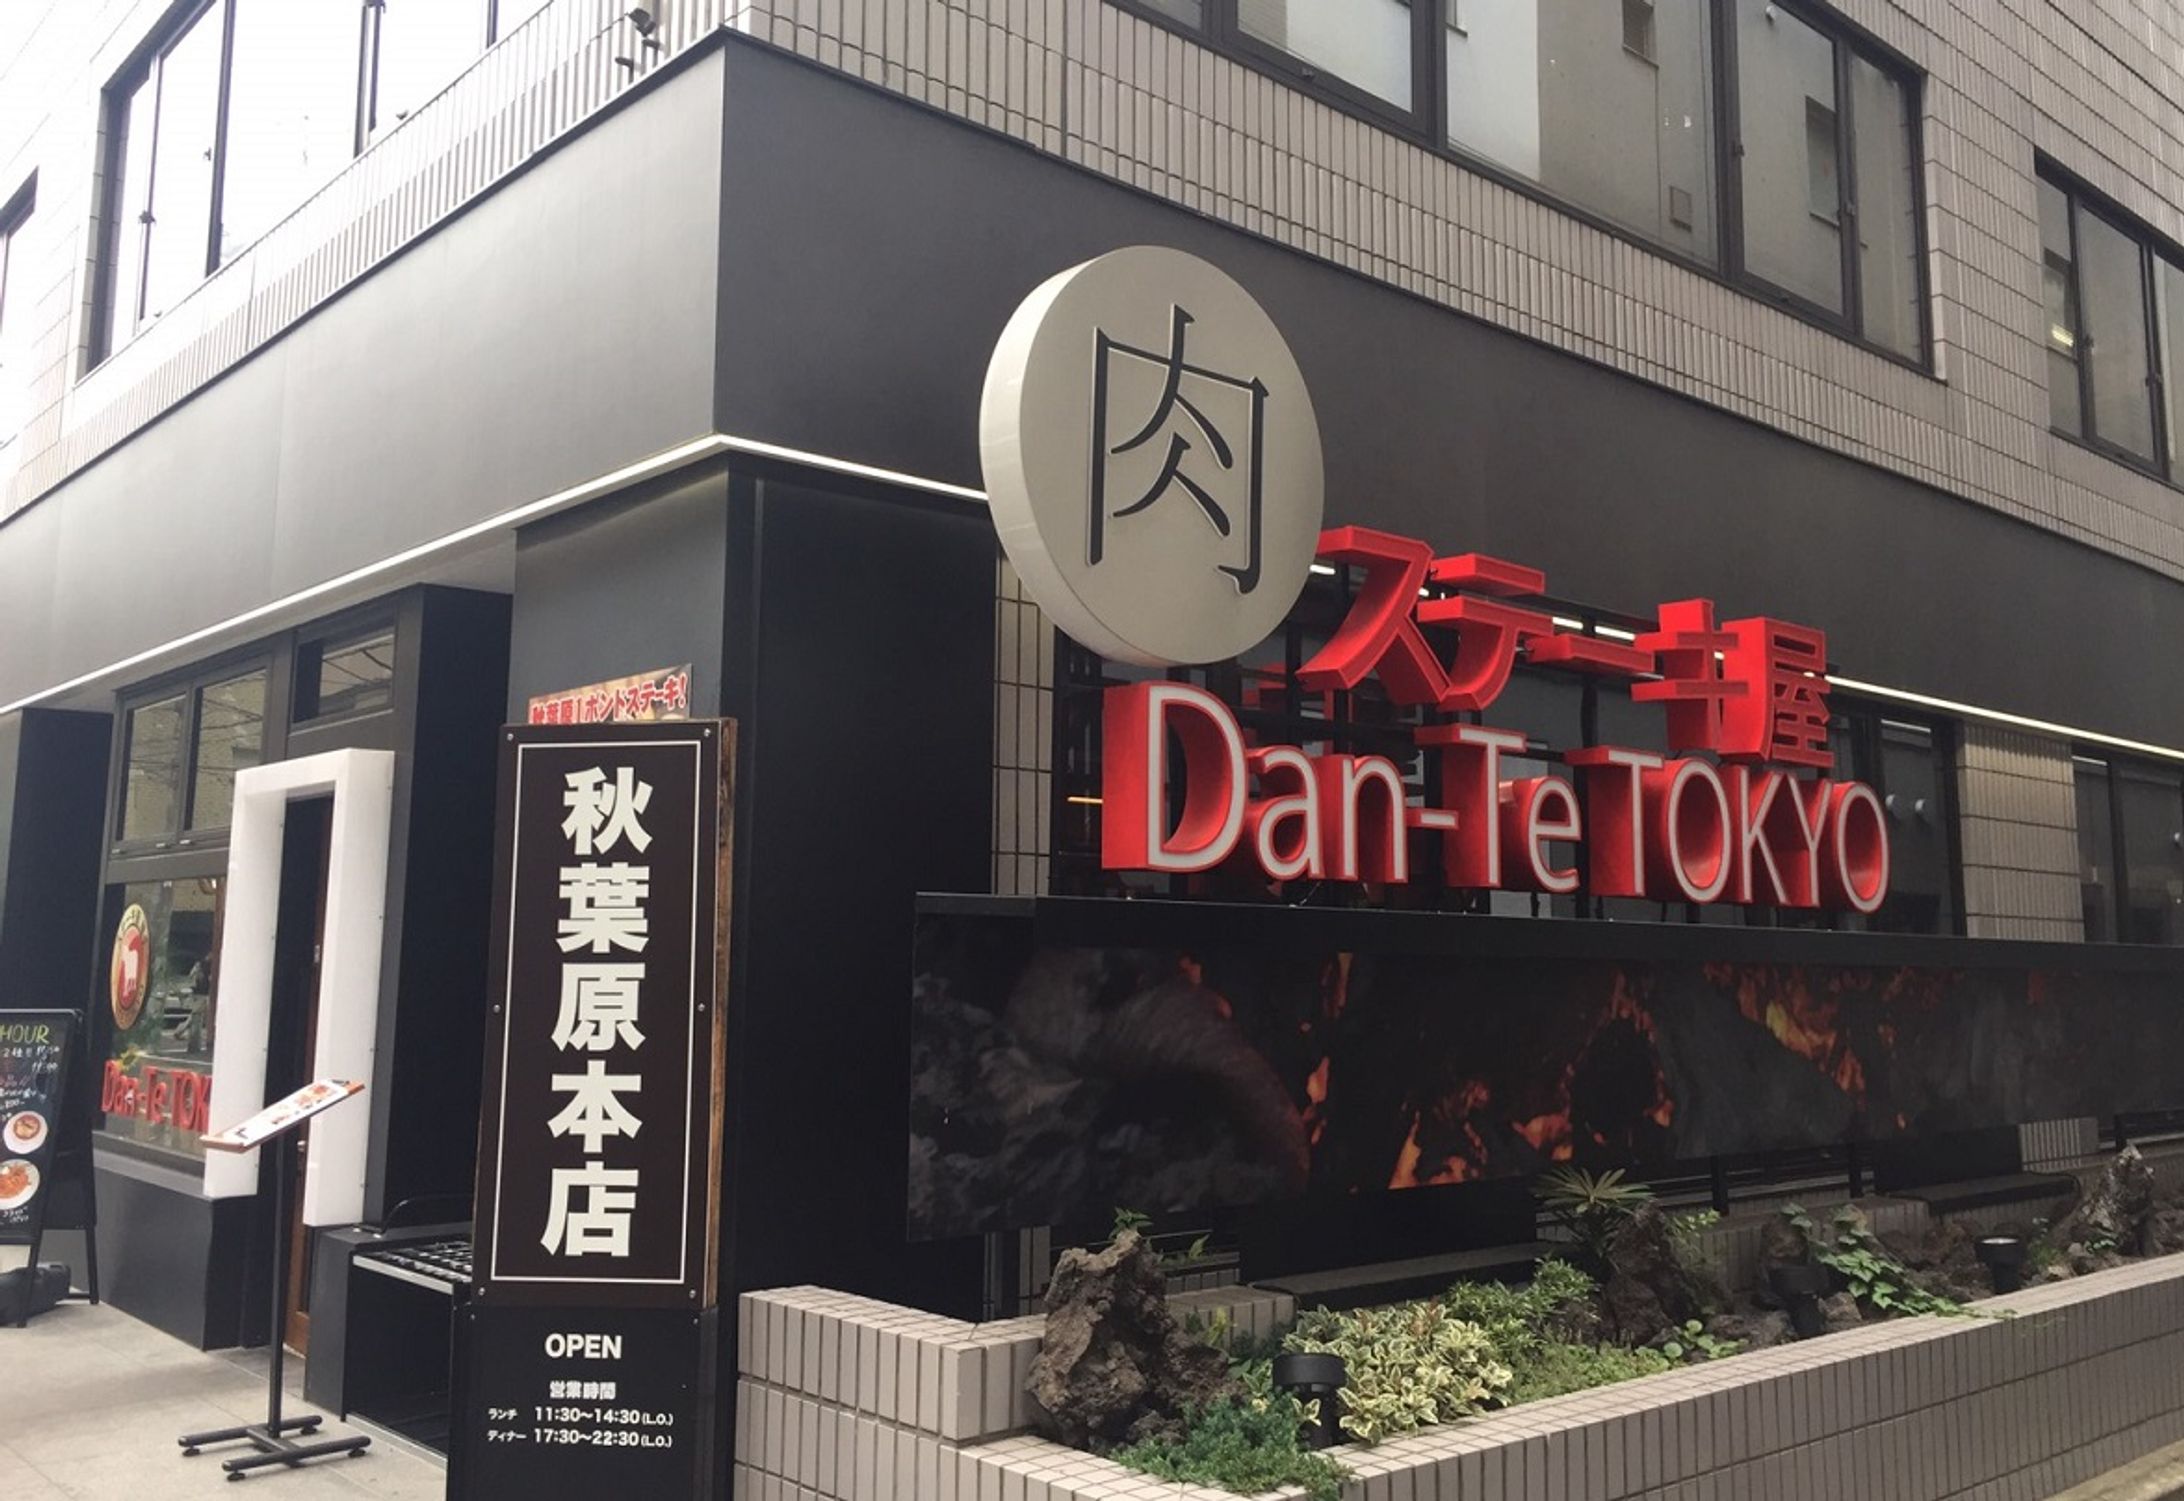 肉
ステーキ屋
Dan-Te TOKYO
秋葉原1ポンドステーキ!
秋葉原本店
OPEN
営業時間
ランチ 11:30~14:30(L.O.)
ディナー 17:30~22:30(L.O.)
HOUR
Dan-Te TOK